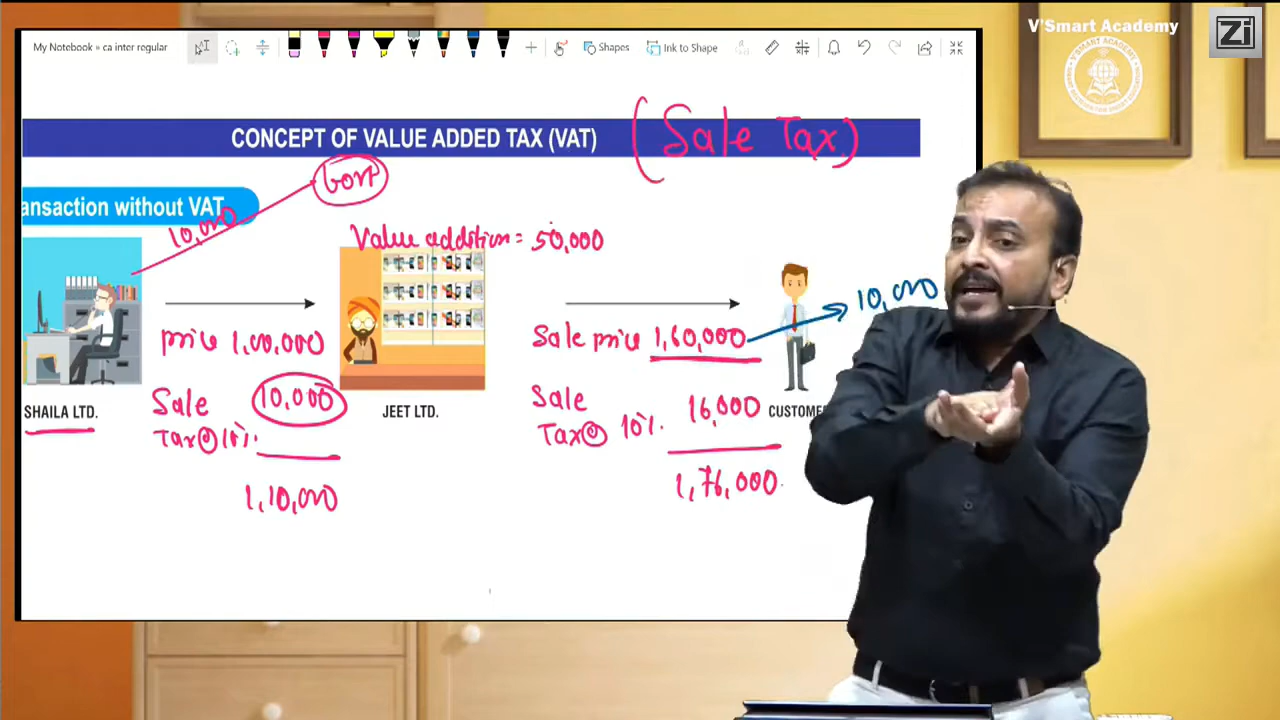 V'Smart Academy
Zi
My Notebook » ca inter regular
Shapes
Ink to Shape
CONCEPT OF VALUE ADDED TAX (VAT)
(Sale Tax)
ansaction without VAT
Govt
10,000
Value addition = 50,000
price 1,00,000
Sale 10,000
Tax @ 10%.
1,10,000
Sale price 1,60,000
10,000
Sale 16,000
Tax @ 10%.
1,76,000
SHAILA LTD.
JEET LTD.
CUSTOME